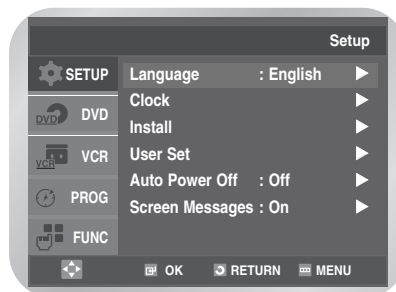 Setup
SETUP
Language : English ►
DVD DVD
Clock ►
Install ►
VCR VCR
User Set ►
Auto Power Off : Off ►
PROG
Screen Messages : On ►
FUNC
OK RETURN MENU